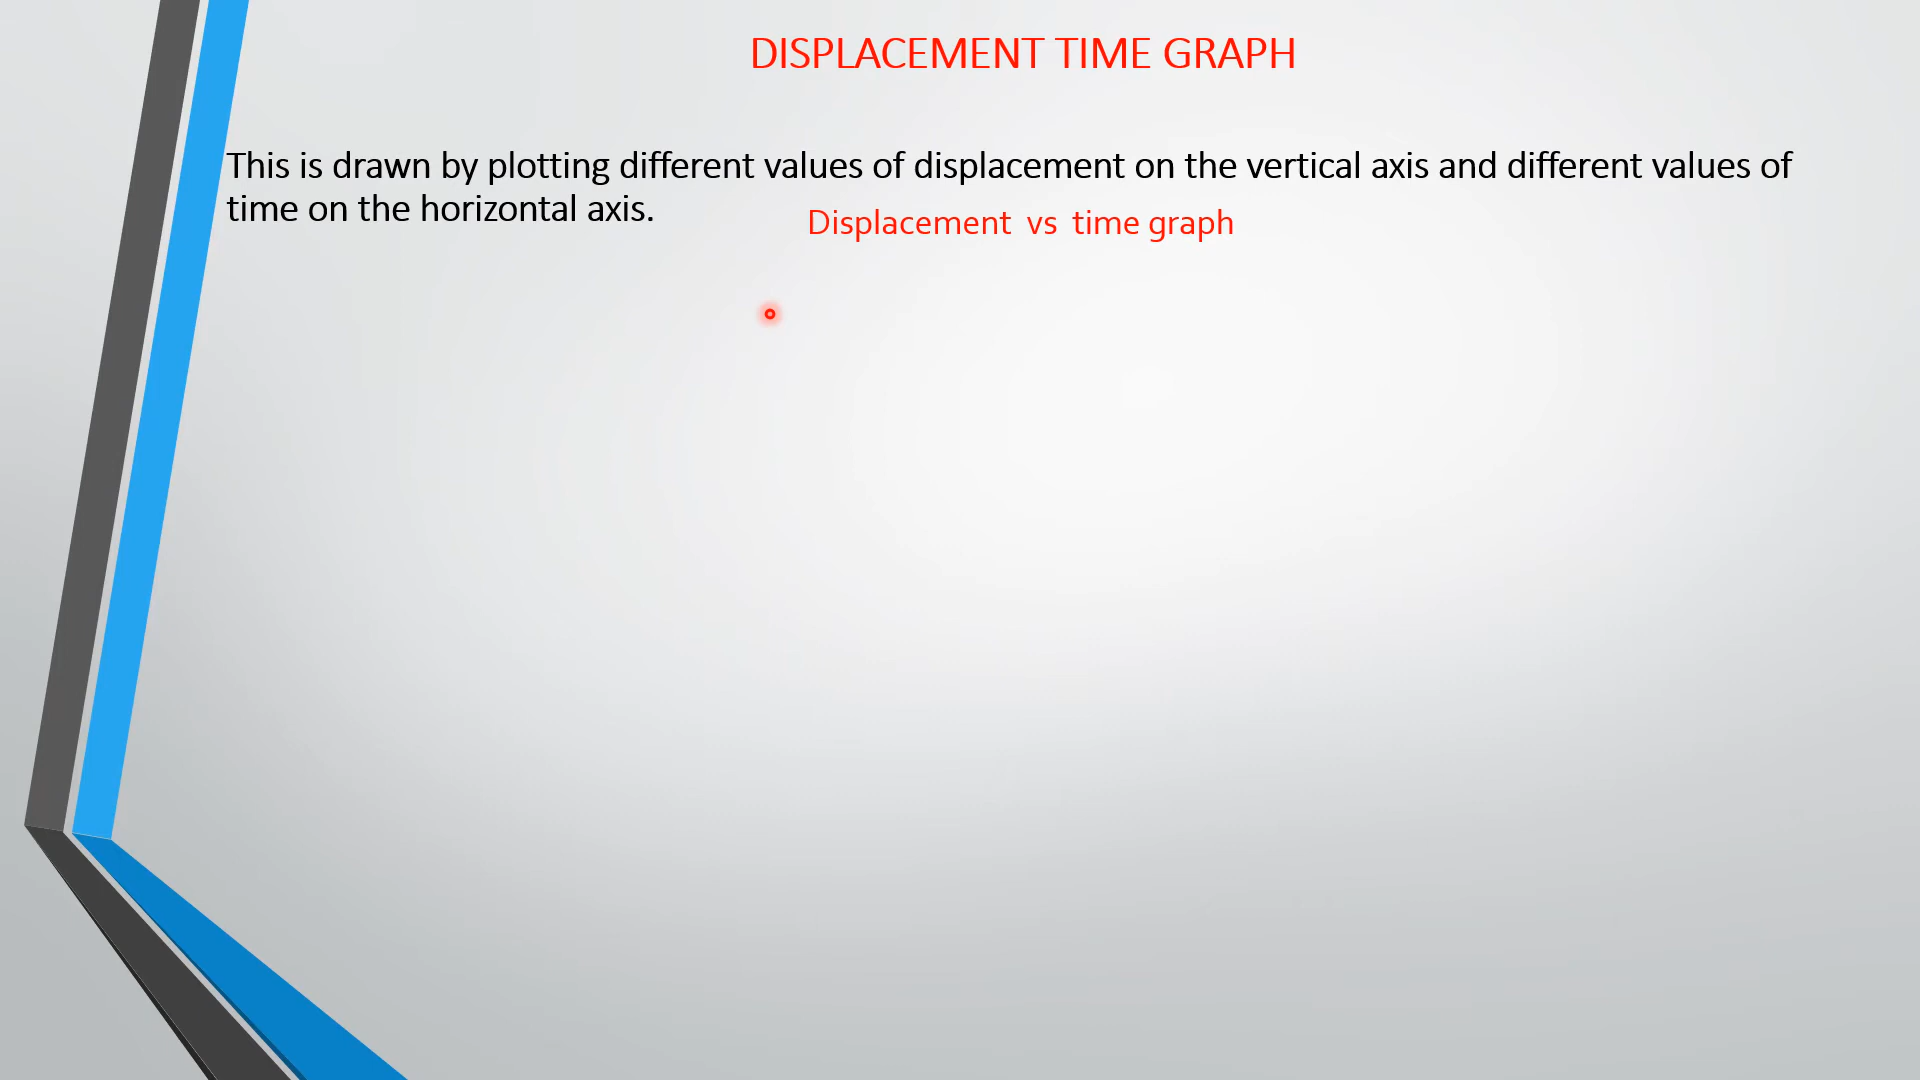 DISPLACEMENT TIME GRAPH
This is drawn by plotting different values of displacement on the vertical axis and different values of
time on the horizontal axis.
Displacement vs time graph